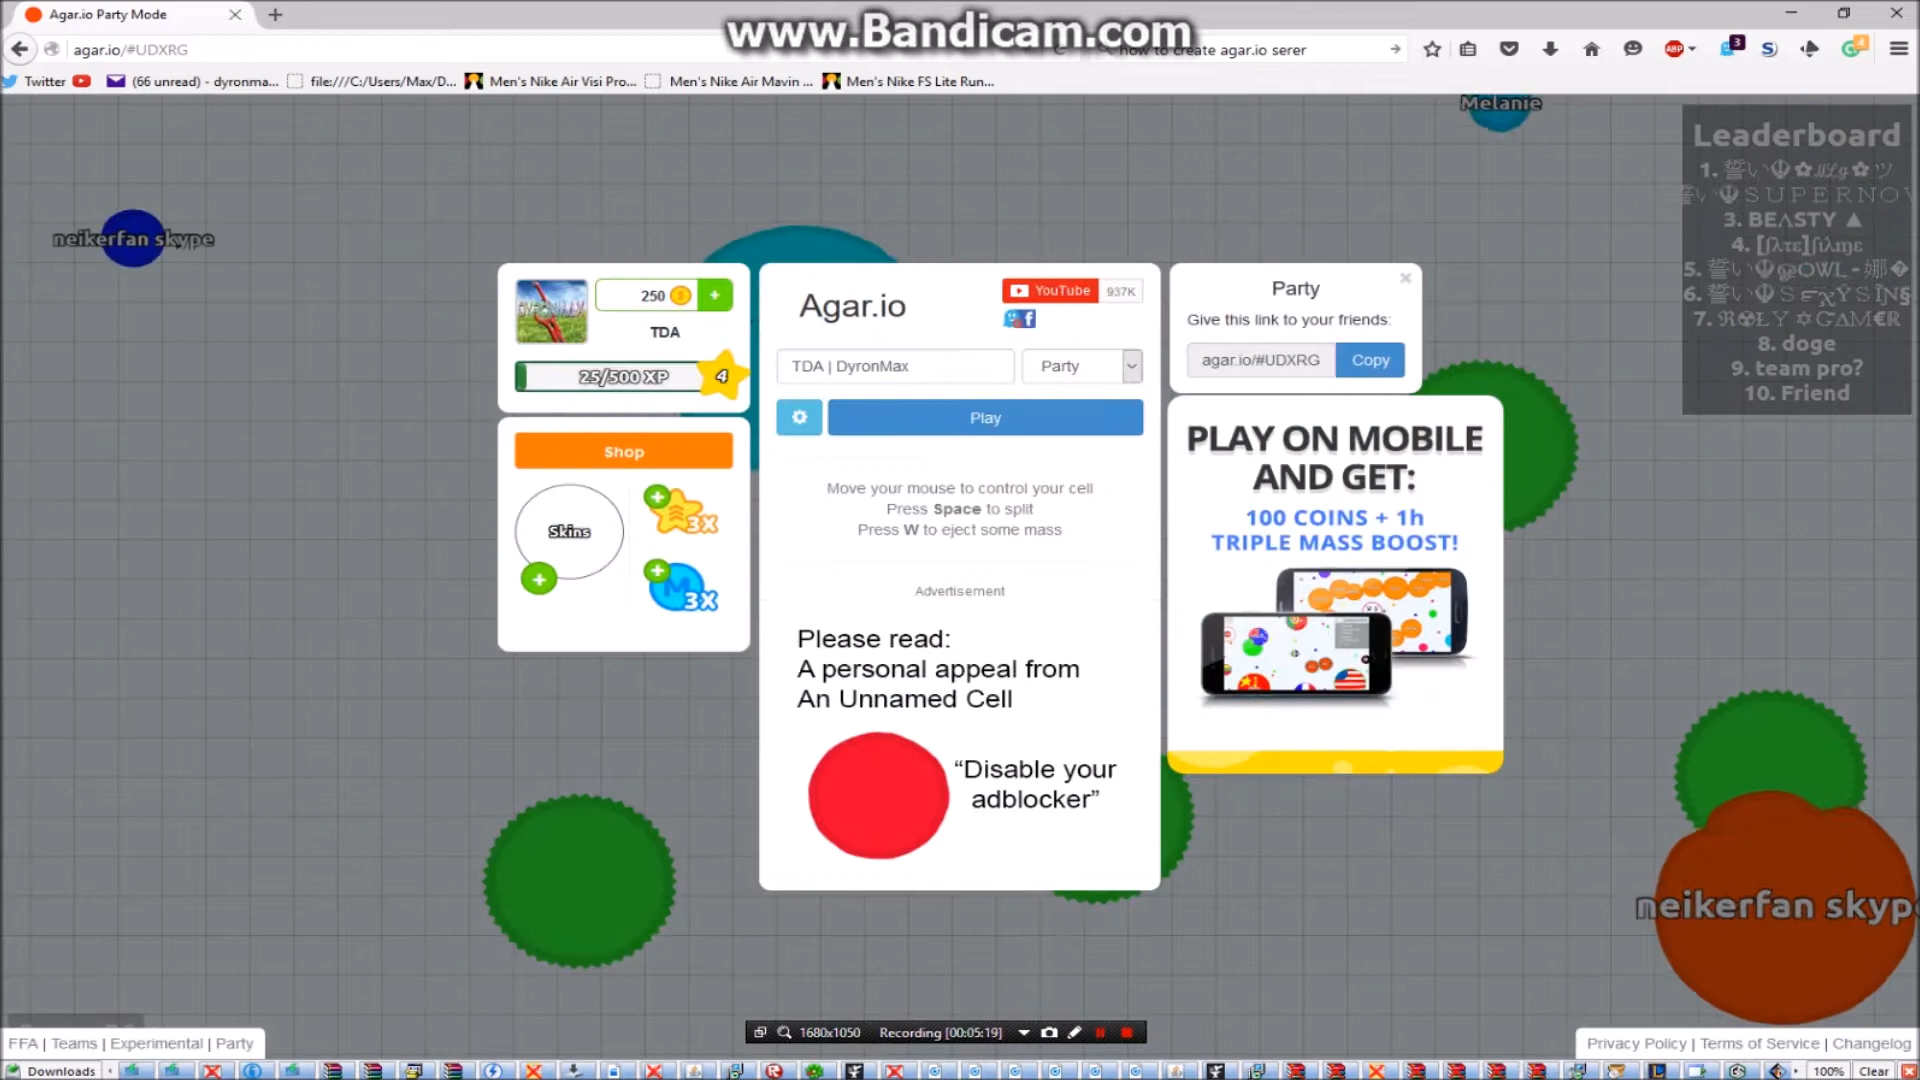 Agar.io Party Mode
www.Bandicam.com
agar.io/#UDXRG
how to create agar.io serer
ABP
3
4
Twitter
(66 unread) - dyronma...
file:///C:/Users/Max/D...
Men's Nike Air Visi Pro...
Men's Nike Air Mavin ...
Men's Nike FS Lite Run...
Melanie
neikerfan skype
Leaderboard
3. BEΛSTY ▲
8. doge
9. team pro?
10. Friend
250
TDA
25/500 XP
4
Shop
Skins
3X
3X
Agar.io
YouTube
937K
TDA | DyronMax
Party
Play
Move your mouse to control your cell
Press Space to split
Press W to eject some mass
Advertisement
Please read:
A personal appeal from
An Unnamed Cell
“Disable your
adblocker”
Party
Give this link to your friends:
agar.io/#UDXRG
Copy
PLAY ON MOBILE
AND GET:
100 COINS + 1h
TRIPLE MASS BOOST!
neikerfan skype
1680x1050
Recording [00:05:19]
FFA | Teams | Experimental | Party
Privacy Policy | Terms of Service | Changelog
Downloads
100%
Clear